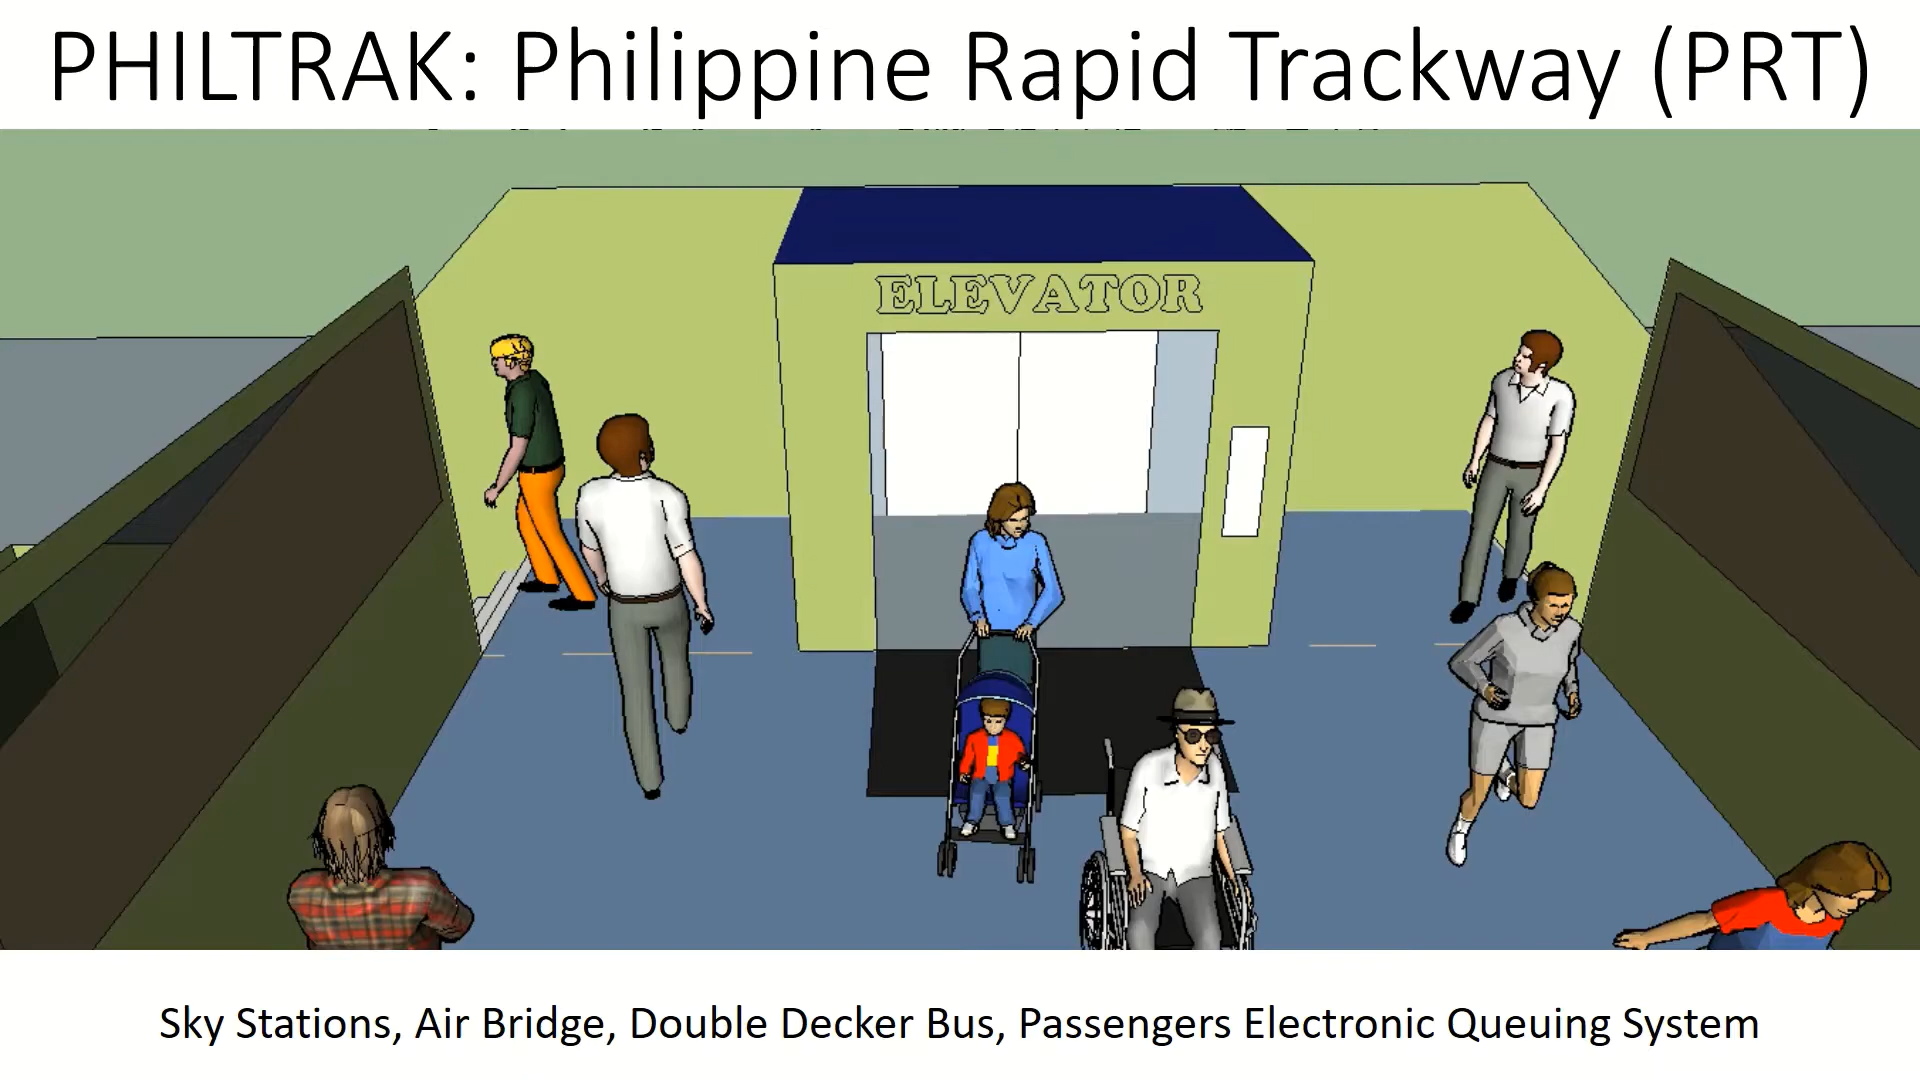 PHILTRAK: Philippine Rapid Trackway (PRT)
ELEVATOR
Sky Stations, Air Bridge, Double Decker Bus, Passengers Electronic Queuing System